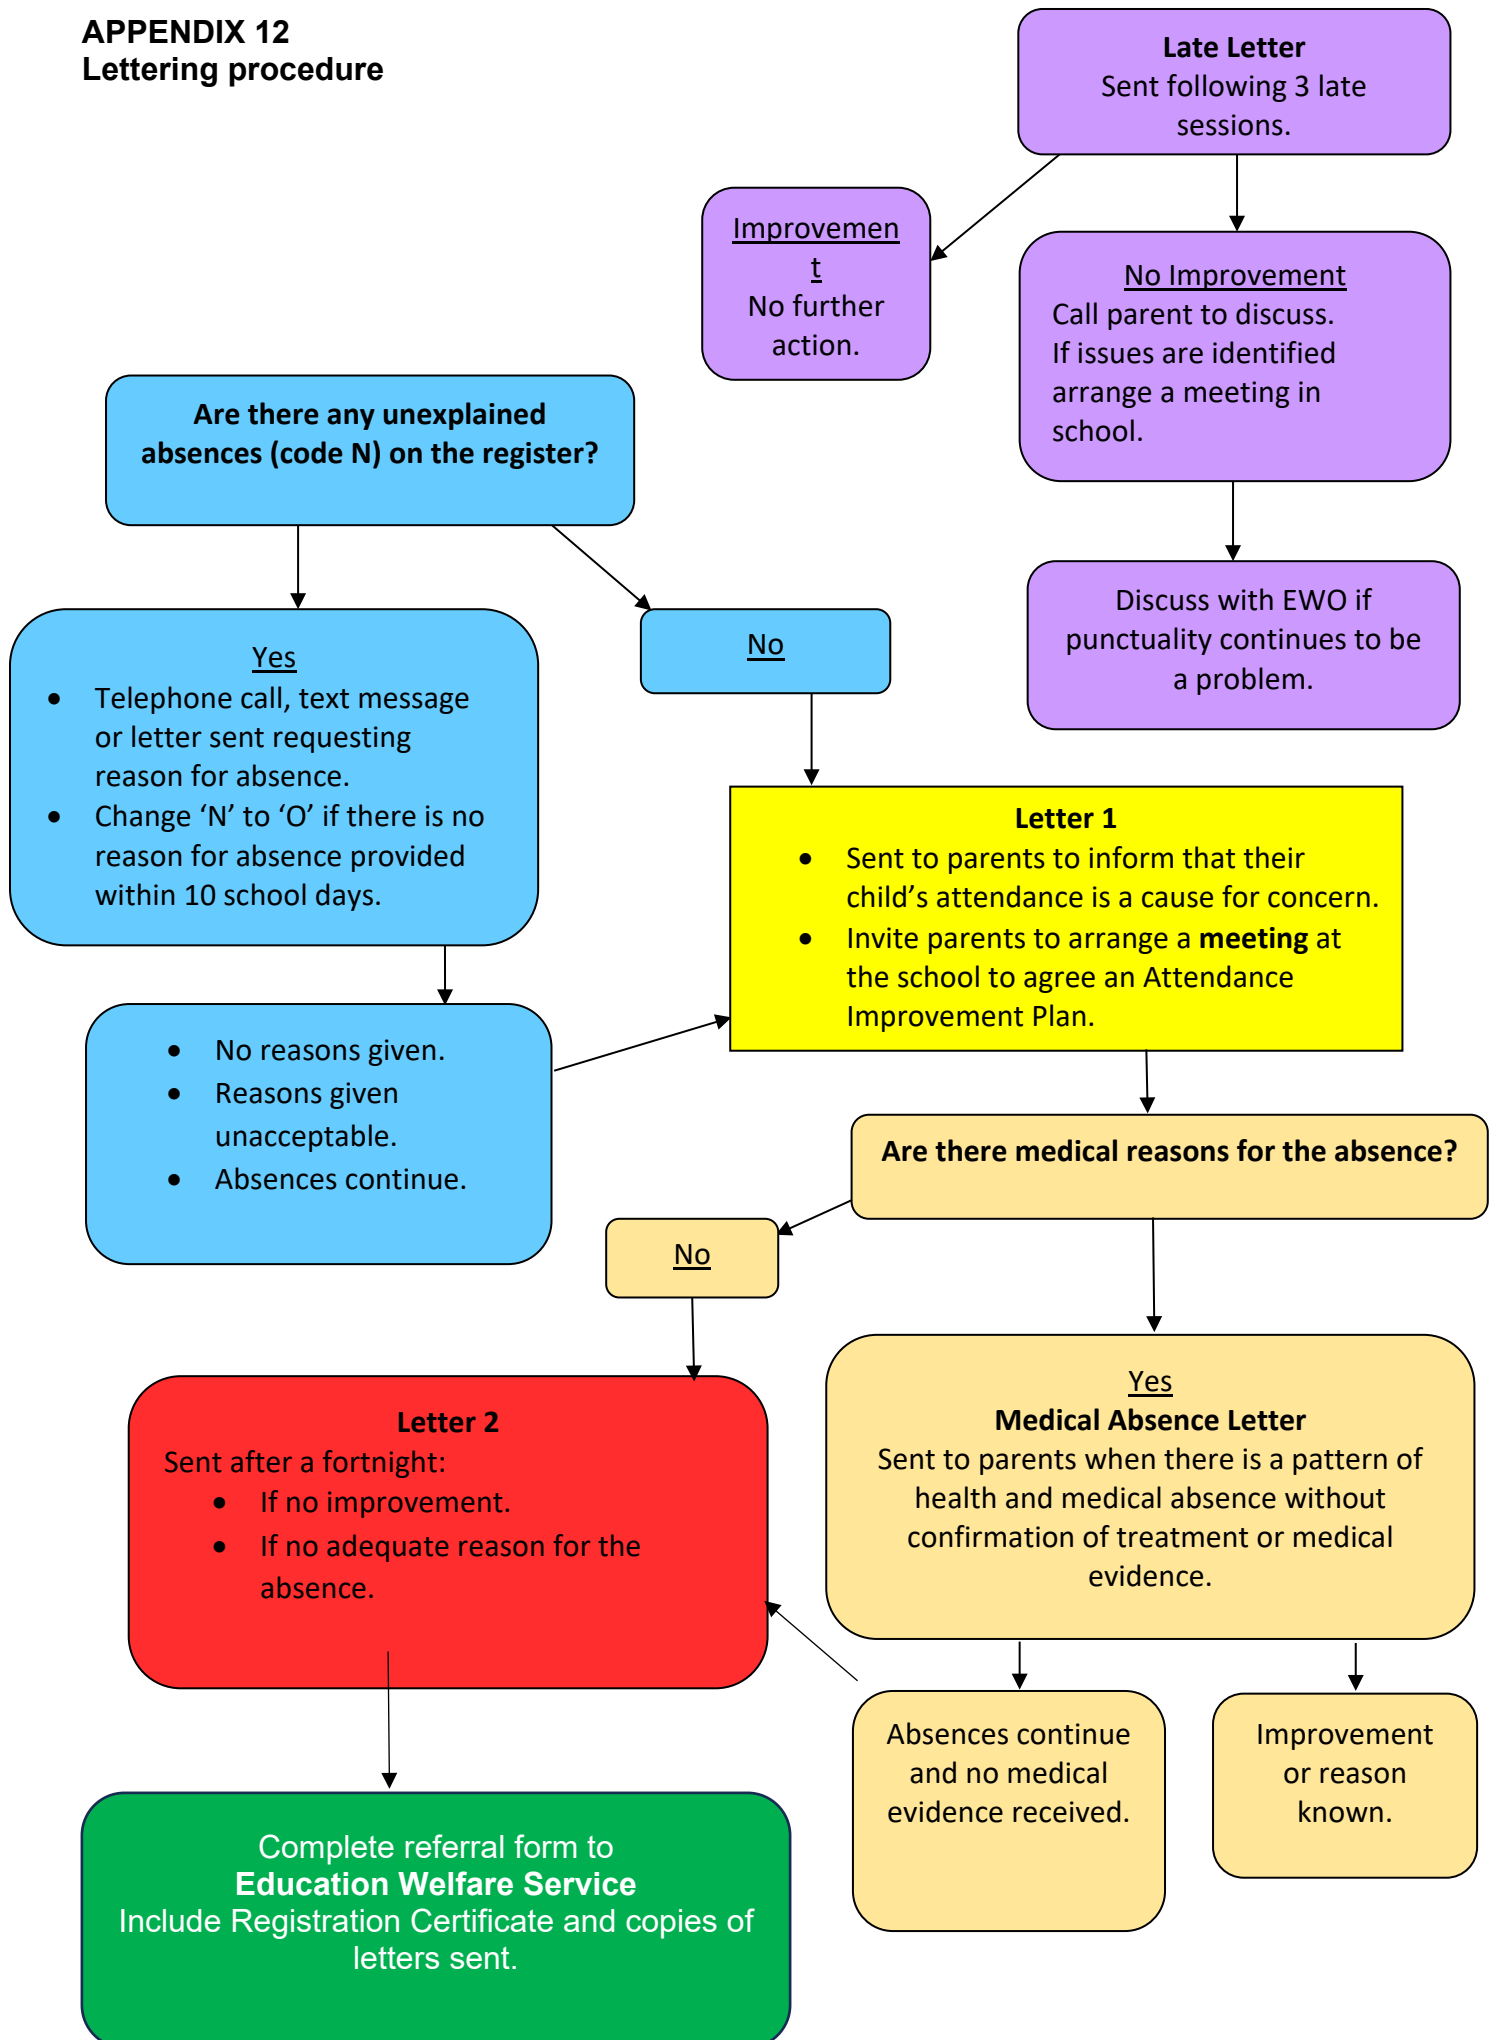 APPENDIX 12
Lettering procedure
Late Letter
Sent following 3 late
sessions.
Improvemen
t
No further
action.
No Improvement
Call parent to discuss.
If issues are identified
arrange a meeting in
school.
Discuss with EWO if
punctuality continues to be
a problem.
Are there any unexplained
absences (code N) on the register?
Yes
• Telephone call, text message
or letter sent requesting
reason for absence.
• Change ‘N’ to ‘O’ if there is no
reason for absence provided
within 10 school days.
No
• No reasons given.
• Reasons given
unacceptable.
• Absences continue.
Letter 1
• Sent to parents to inform that their
child’s attendance is a cause for concern.
• Invite parents to arrange a meeting at
the school to agree an Attendance
Improvement Plan.
Are there medical reasons for the absence?
No
Yes
Medical Absence Letter
Sent to parents when there is a pattern of
health and medical absence without
confirmation of treatment or medical
evidence.
Letter 2
Sent after a fortnight:
• If no improvement.
• If no adequate reason for the
absence.
Absences continue
and no medical
evidence received.
Improvement
or reason
known.
Complete referral form to
Education Welfare Service
Include Registration Certificate and copies of
letters sent.